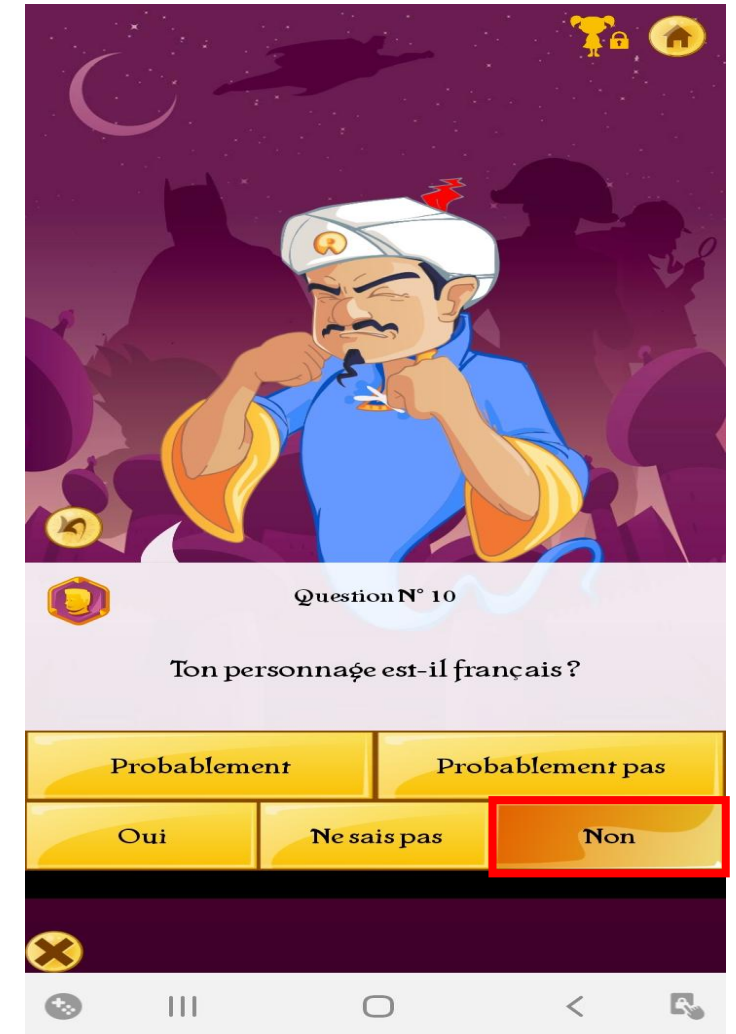 Question N° 10
Ton personnage est-il français ?
Probablement
Probablement pas
Oui
Ne sais pas
Non